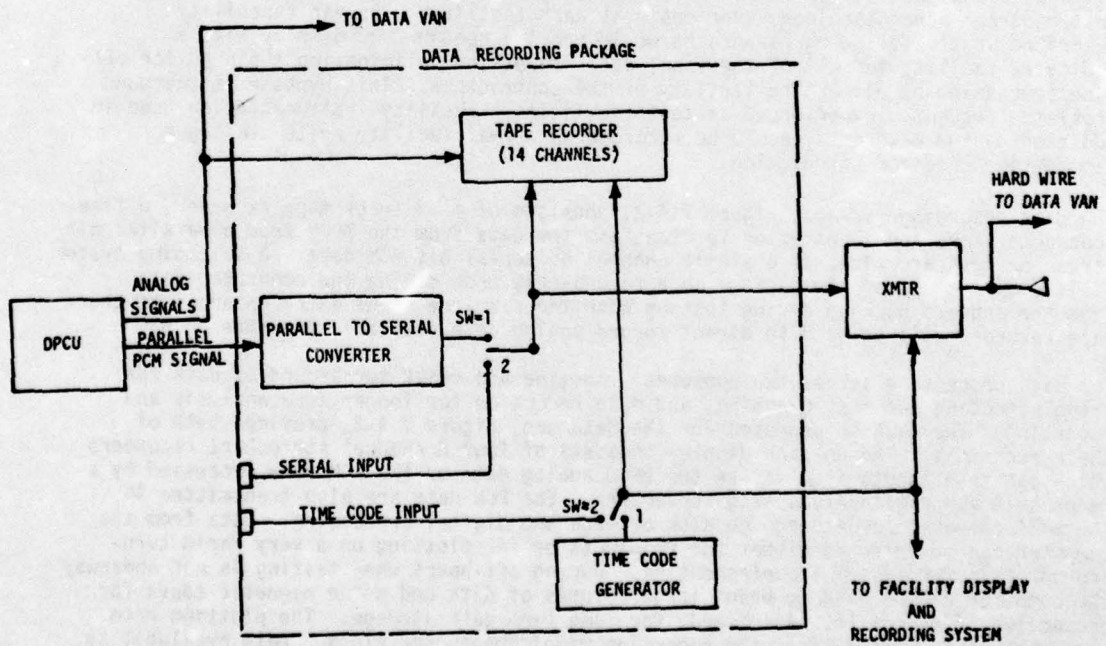 TO DATA VAN
DATA RECORDING PACKAGE
TAPE RECORDER
(14 CHANNELS)
HARD WIRE
TO DATA VAN
XMTR
DPCU
ANALOG
SIGNALS
PARALLEL
PCM SIGNAL
PARALLEL TO SERIAL
CONVERTER
SW#1
2
SERIAL INPUT
TIME CODE INPUT
SW#2
1
TIME CODE
GENERATOR
TO FACILITY DISPLAY
AND
RECORDING SYSTEM